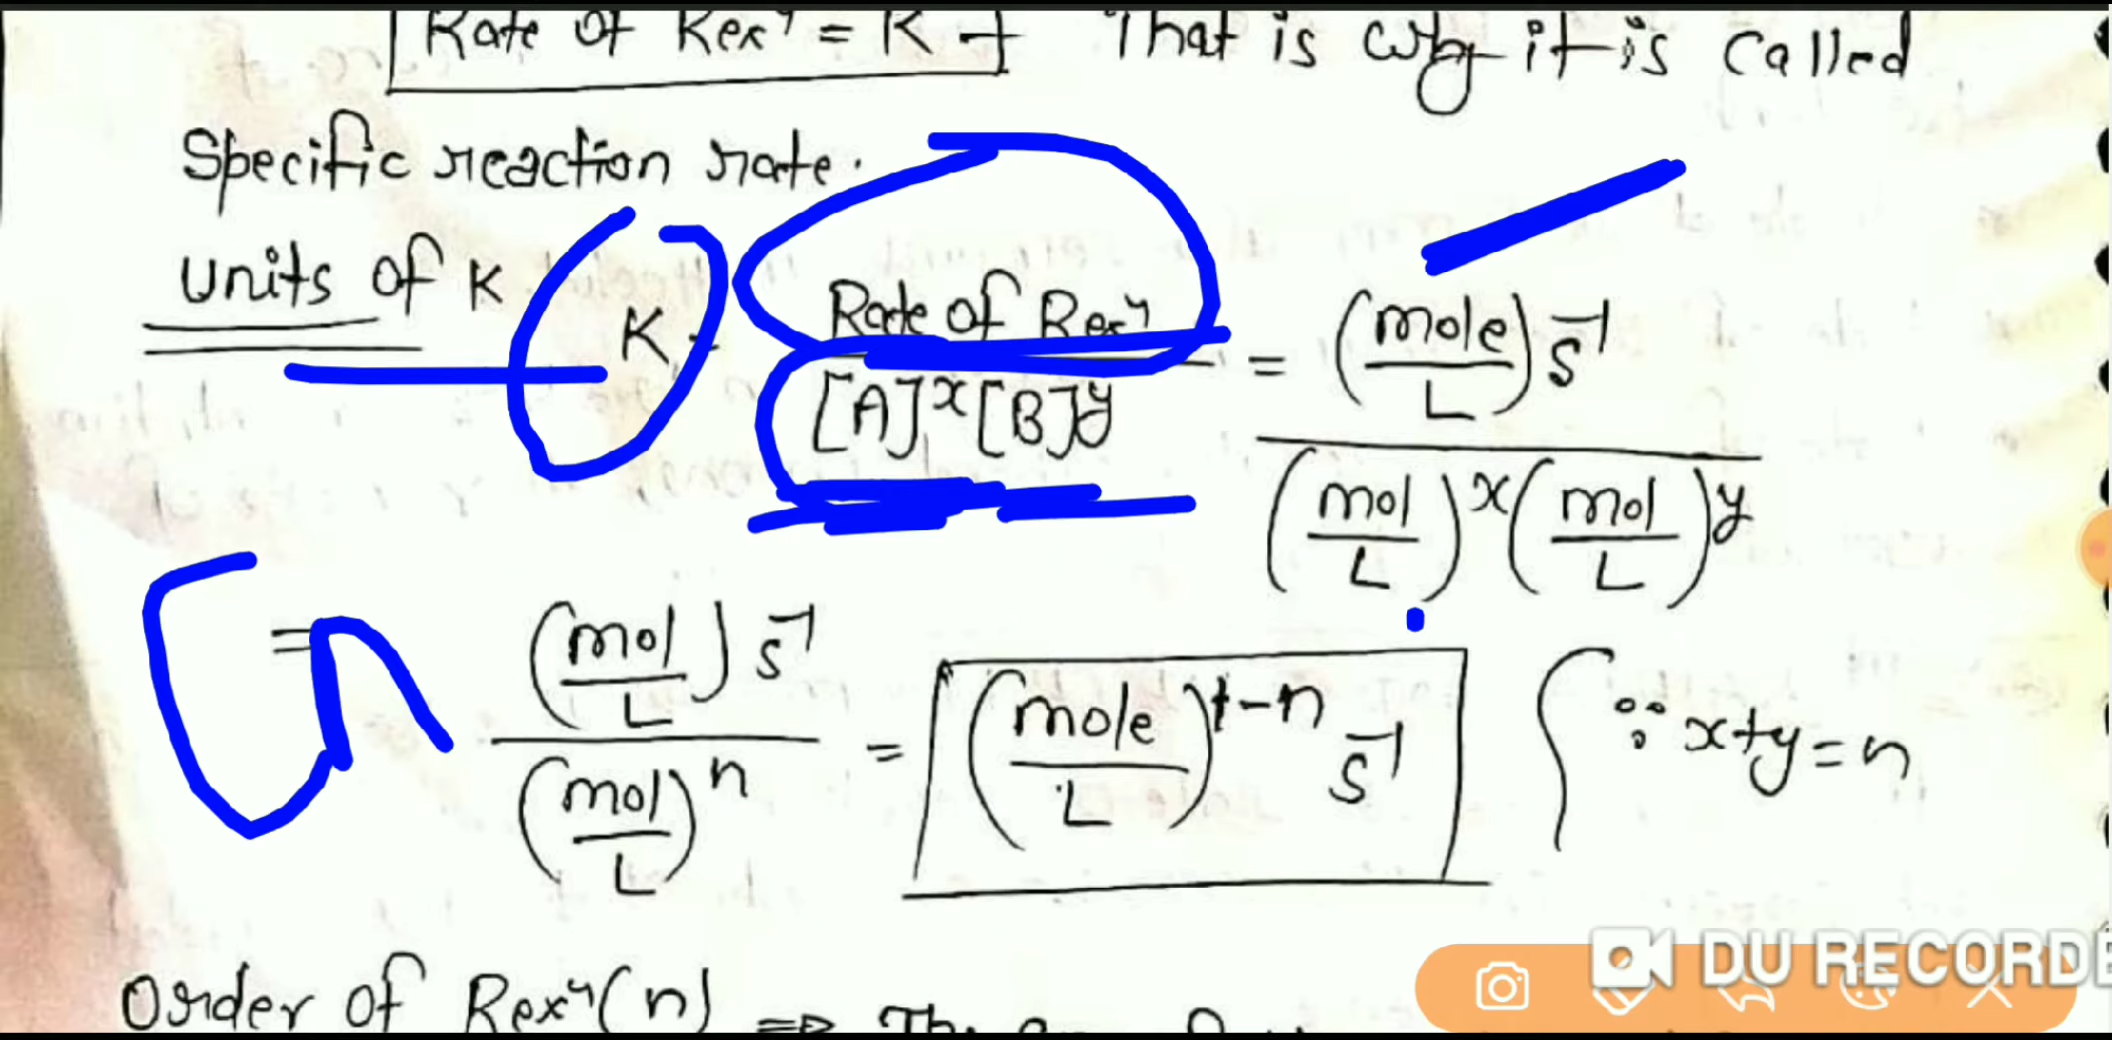 Rate of Rexⁿ = K That is why it is called
Specific reaction rate.
units of K K = Rate of Rexⁿ / [A]^x [B]^y = (mole/L) s⁻¹ / (mol/L)^x (mol/L)^y
= (mol/L) s⁻¹ / (mol/L)^n = (mole/L)^1-n s⁻¹ { ∵ x+y=n
Order of Rexⁿ (n) ⇒
DU RECORDE